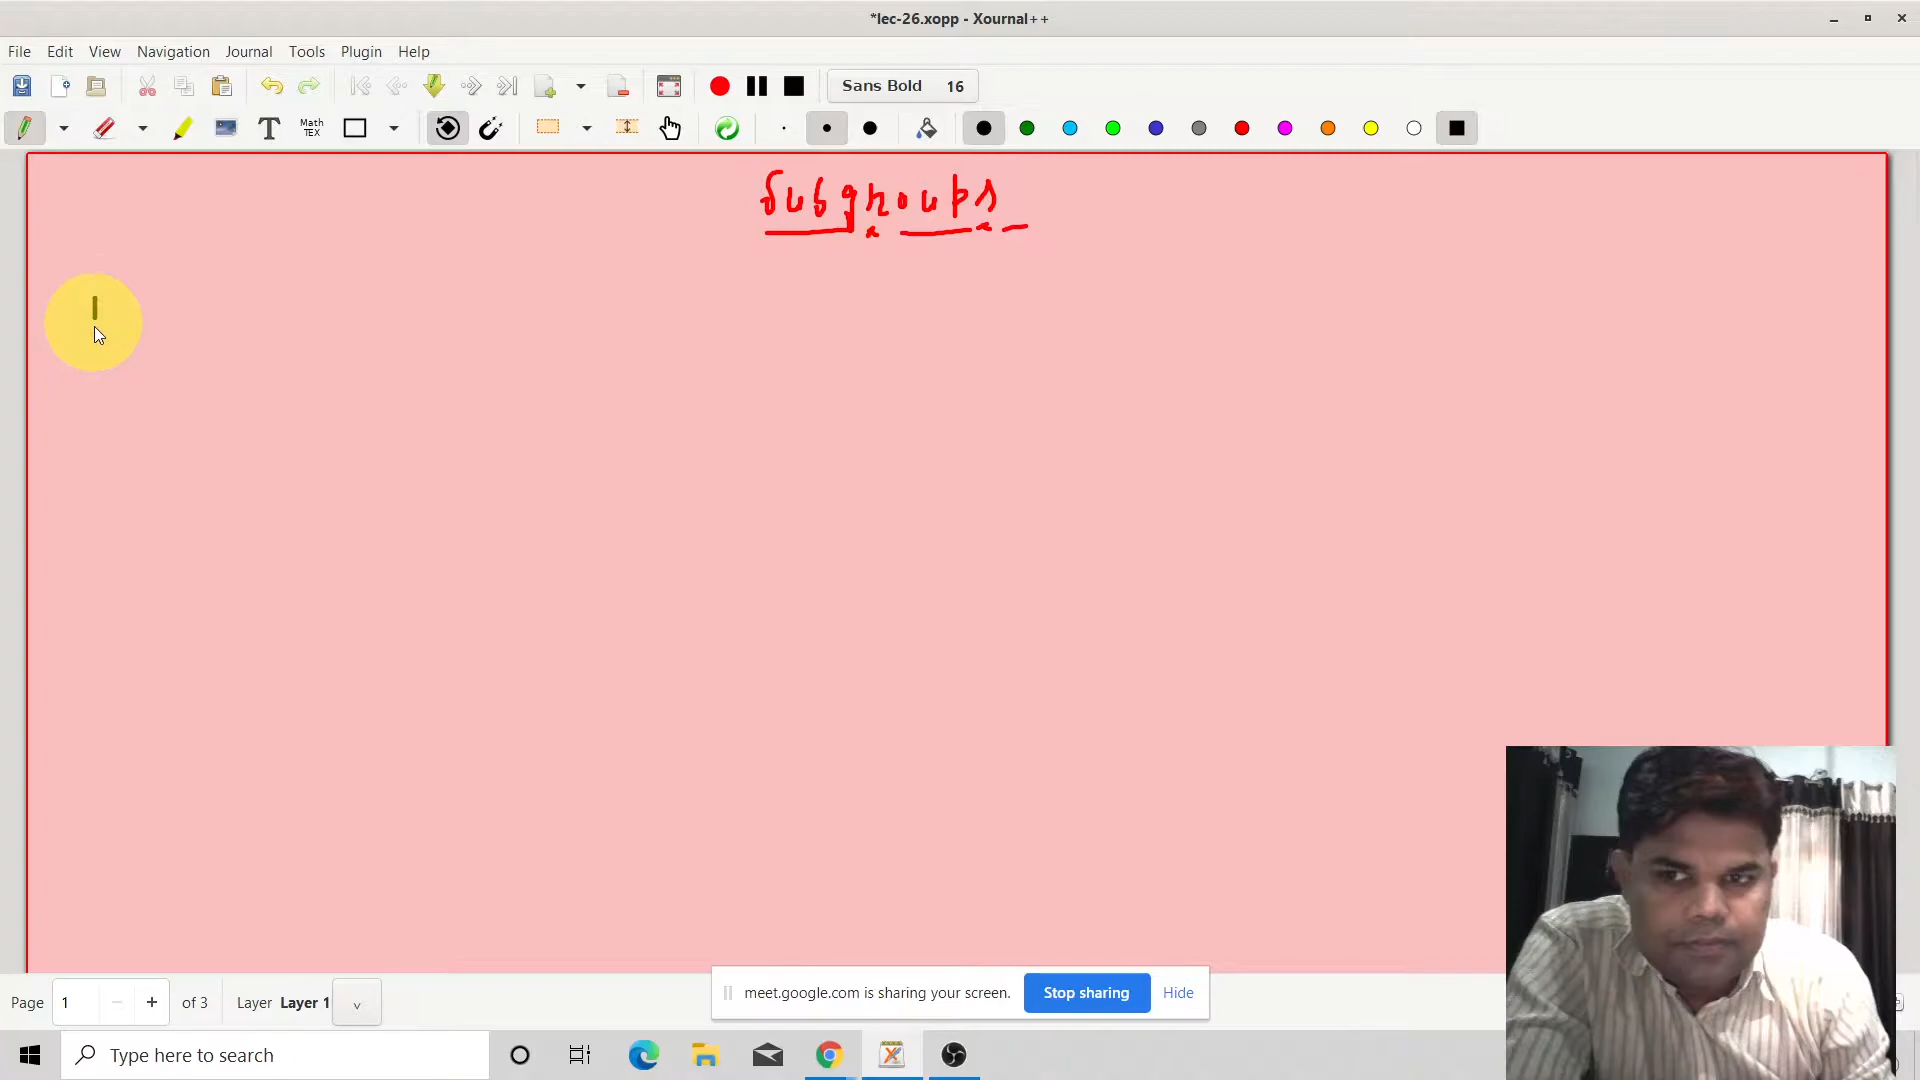 *lec-26.xopp - Xournal++
File Edit View Navigation Journal Tools Plugin Help
Sans Bold 16
Math
TEX
Subgroups
Page 1 of 3 Layer Layer 1
meet.google.com is sharing your screen. Stop sharing Hide
Type here to search